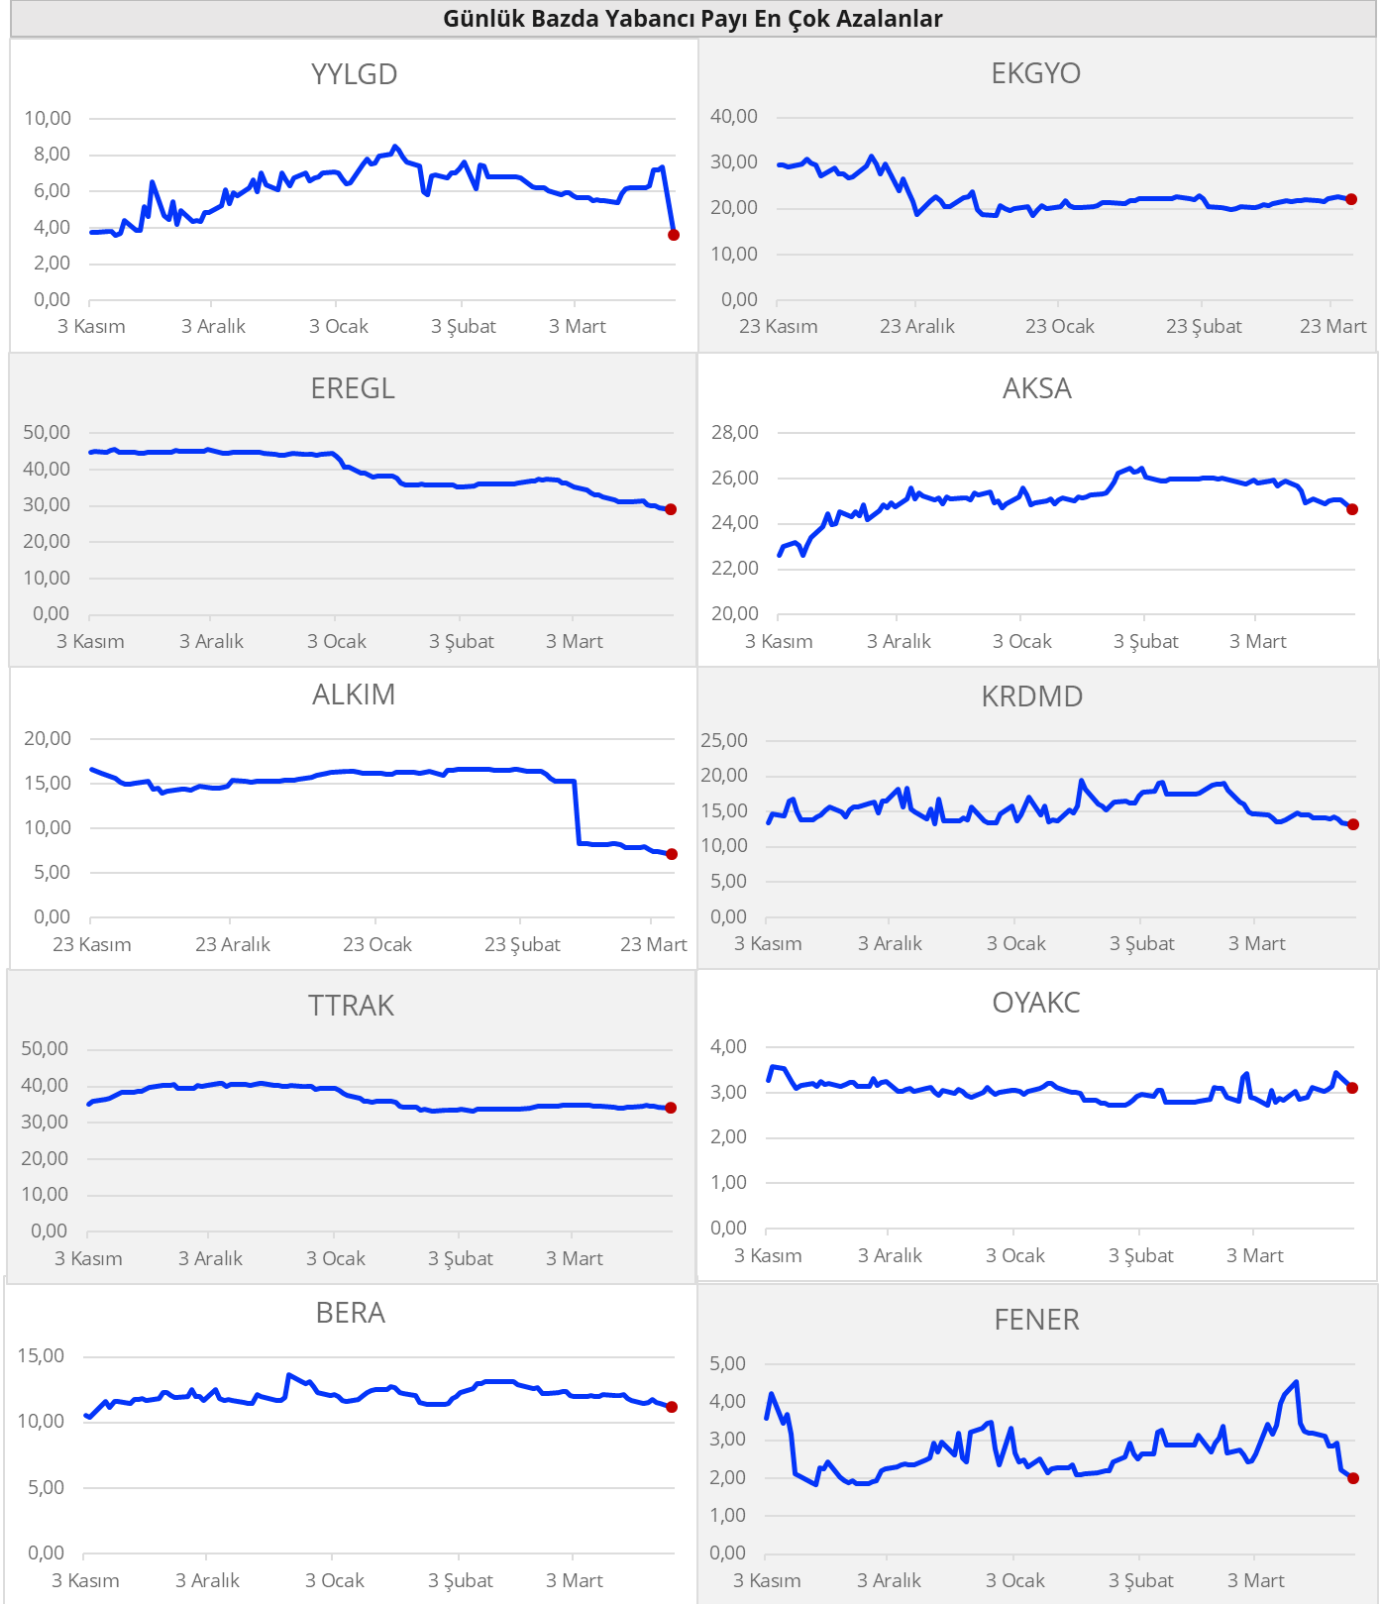 Günlük Bazda Yabancı Payı En Çok Azalanlar
YYLGD
10,00
8,00
6,00
4,00
2,00
0,00
3 Kasım 3 Aralık 3 Ocak 3 Şubat 3 Mart
EKGYO
40,00
30,00
20,00
10,00
0,00
23 Kasım 23 Aralık 23 Ocak 23 Şubat 23 Mart
EREGL
50,00
40,00
30,00
20,00
10,00
0,00
3 Kasım 3 Aralık 3 Ocak 3 Şubat 3 Mart
AKSA
28,00
26,00
24,00
22,00
20,00
3 Kasım 3 Aralık 3 Ocak 3 Şubat 3 Mart
ALKIM
20,00
15,00
10,00
5,00
0,00
23 Kasım 23 Aralık 23 Ocak 23 Şubat 23 Mart
KRDMD
25,00
20,00
15,00
10,00
5,00
0,00
3 Kasım 3 Aralık 3 Ocak 3 Şubat 3 Mart
TTRAK
50,00
40,00
30,00
20,00
10,00
0,00
3 Kasım 3 Aralık 3 Ocak 3 Şubat 3 Mart
OYAKC
4,00
3,00
2,00
1,00
0,00
3 Kasım 3 Aralık 3 Ocak 3 Şubat 3 Mart
BERA
15,00
10,00
5,00
0,00
3 Kasım 3 Aralık 3 Ocak 3 Şubat 3 Mart
FENER
5,00
4,00
3,00
2,00
1,00
0,00
3 Kasım 3 Aralık 3 Ocak 3 Şubat 3 Mart